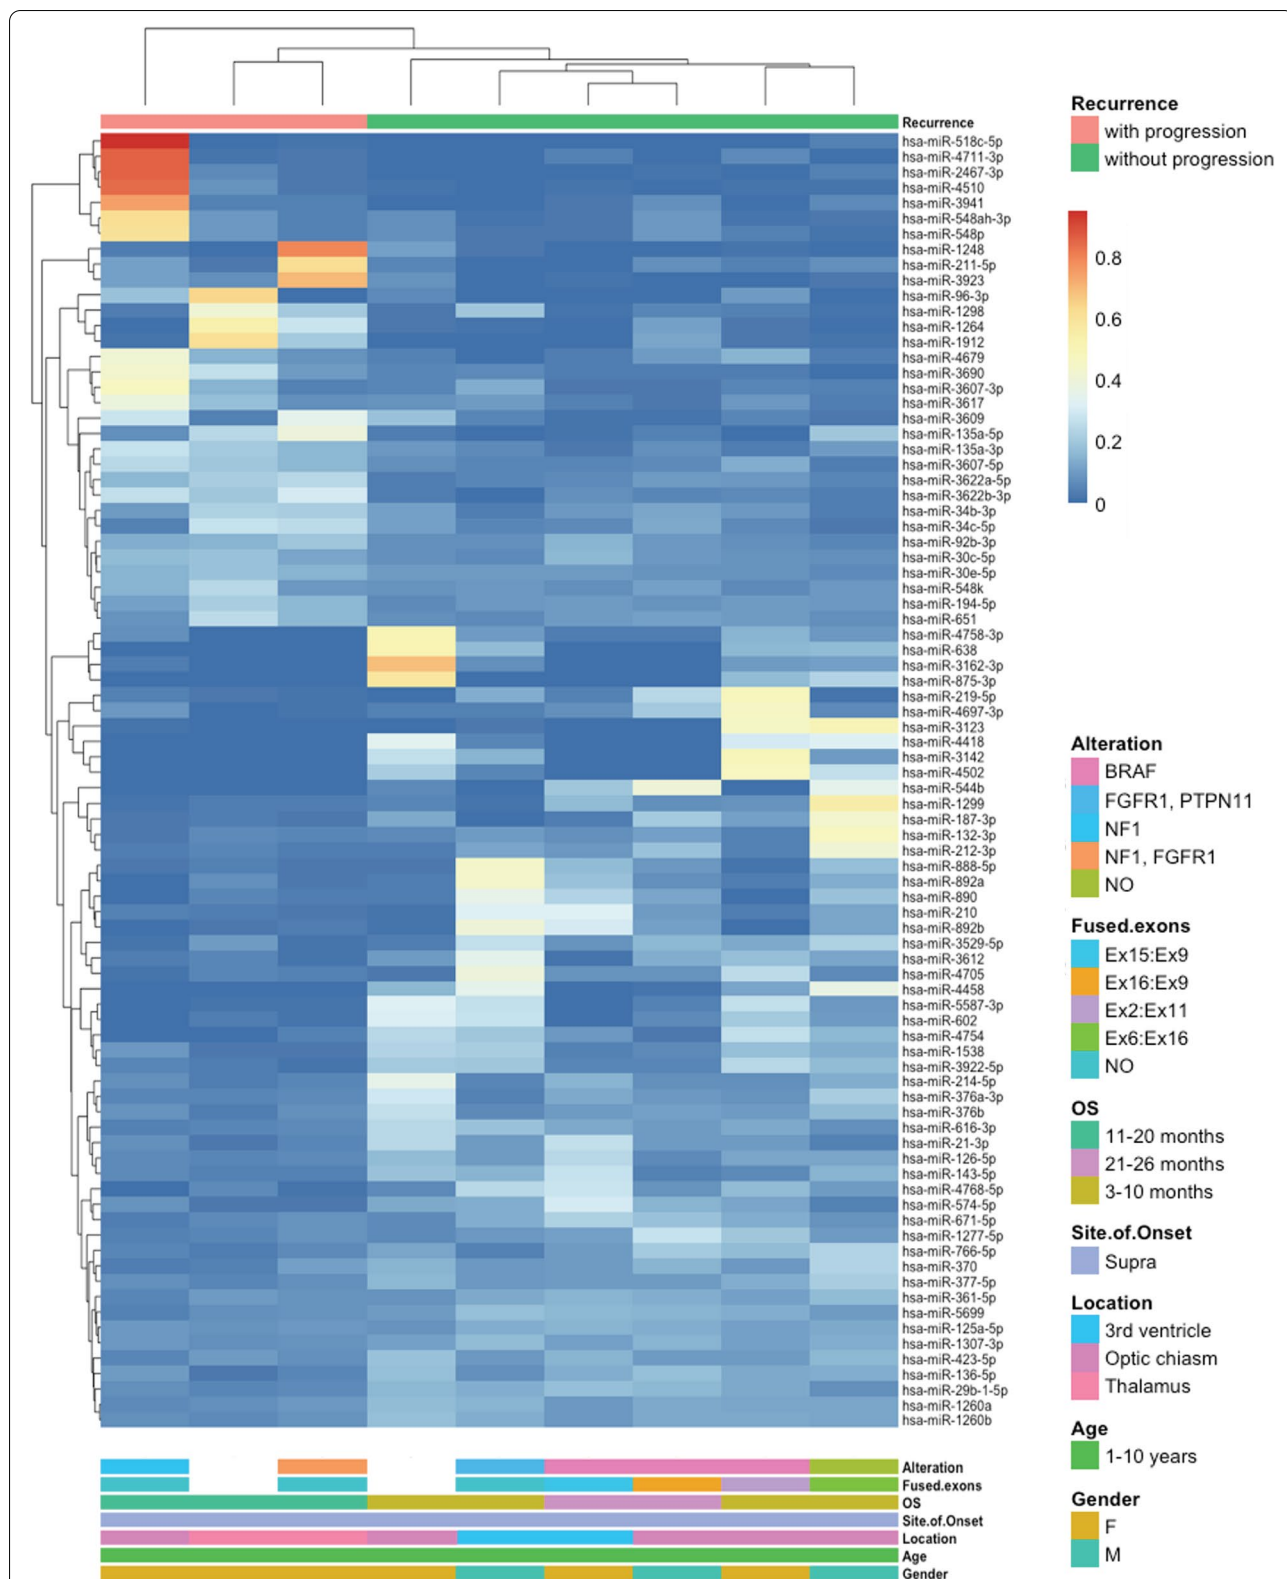 Recurrence
hsa-miR-518c-5p
hsa-miR-4711-3p
hsa-miR-2467-3p
hsa-miR-4510
hsa-miR-3941
hsa-miR-548ah-3p
hsa-miR-548p
hsa-miR-1248
hsa-miR-211-5p
hsa-miR-3923
hsa-miR-96-3p
hsa-miR-1298
hsa-miR-1264
hsa-miR-1912
hsa-miR-4679
hsa-miR-3690
hsa-miR-3607-3p
hsa-miR-3617
hsa-miR-3609
hsa-miR-135a-5p
hsa-miR-135a-3p
hsa-miR-3607-5p
hsa-miR-3622a-5p
hsa-miR-3622b-3p
hsa-miR-34b-3p
hsa-miR-34c-5p
hsa-miR-92b-3p
hsa-miR-30c-5p
hsa-miR-30e-5p
hsa-miR-548k
hsa-miR-194-5p
hsa-miR-651
hsa-miR-4758-3p
hsa-miR-638
hsa-miR-3162-3p
hsa-miR-875-3p
hsa-miR-219-5p
hsa-miR-4697-3p
hsa-miR-3123
hsa-miR-4418
hsa-miR-3142
hsa-miR-4502
hsa-miR-544b
hsa-miR-1299
hsa-miR-187-3p
hsa-miR-132-3p
hsa-miR-212-3p
hsa-miR-888-5p
hsa-miR-892a
hsa-miR-890
hsa-miR-210
hsa-miR-892b
hsa-miR-3529-5p
hsa-miR-3612
hsa-miR-4705
hsa-miR-4458
hsa-miR-5587-3p
hsa-miR-602
hsa-miR-4754
hsa-miR-1538
hsa-miR-3922-5p
hsa-miR-214-5p
hsa-miR-376a-3p
hsa-miR-376b
hsa-miR-616-3p
hsa-miR-21-3p
hsa-miR-126-5p
hsa-miR-143-5p
hsa-miR-4768-5p
hsa-miR-574-5p
hsa-miR-671-5p
hsa-miR-1277-5p
hsa-miR-766-5p
hsa-miR-370
hsa-miR-377-5p
hsa-miR-361-5p
hsa-miR-5699
hsa-miR-125a-5p
hsa-miR-1307-3p
hsa-miR-423-5p
hsa-miR-136-5p
hsa-miR-29b-1-5p
hsa-miR-1260a
hsa-miR-1260b
Alteration
Fused.exons
OS
Site.of.Onset
Location
Age
Gender
Recurrence
with progression
without progression
0.8
0.6
0.4
0.2
0
Alteration
BRAF
FGFR1, PTPN11
NF1
NF1, FGFR1
NO
Fused.exons
Ex15:Ex9
Ex16:Ex9
Ex2:Ex11
Ex6:Ex16
NO
OS
11-20 months
21-26 months
3-10 months
Site.of.Onset
Supra
Location
3rd ventricle
Optic chiasm
Thalamus
Age
1-10 years
Gender
F
M